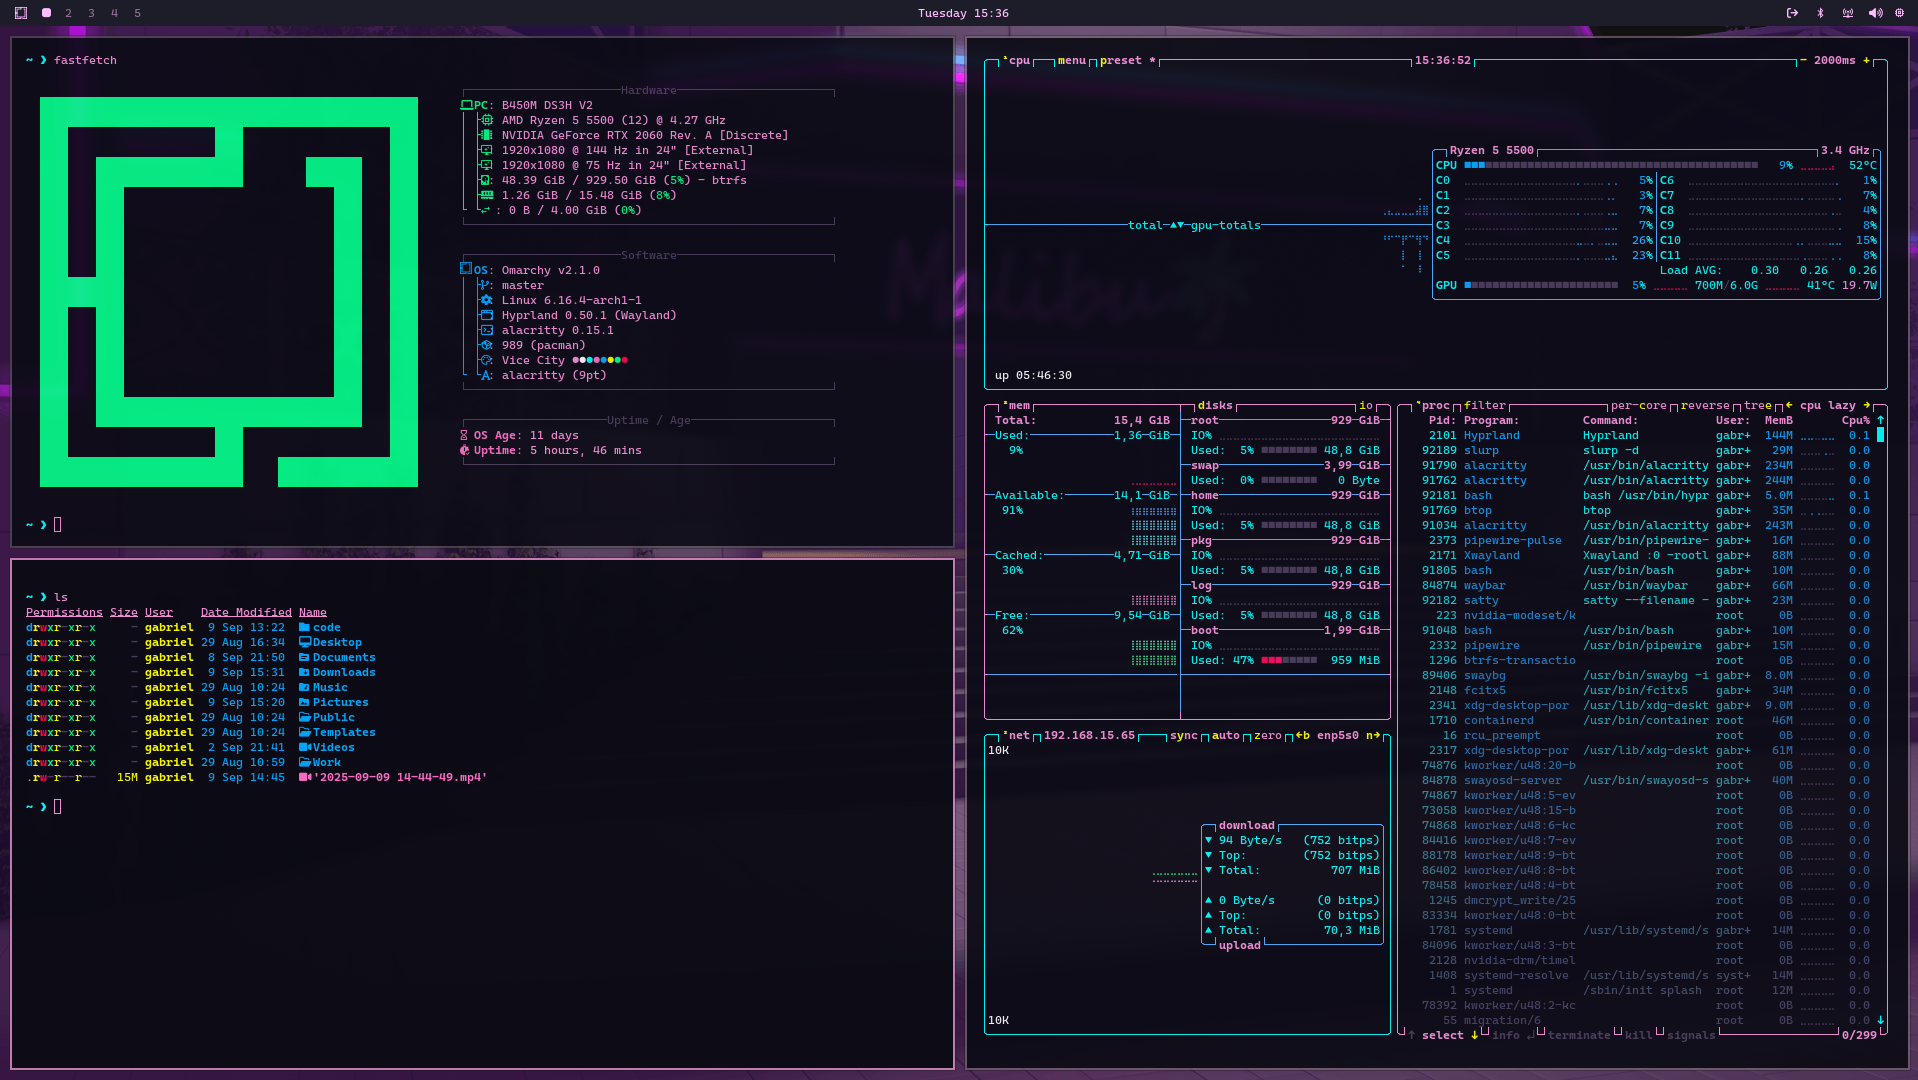 2 3 4 5
Tuesday 15:36
~ ❯ fastfetch
Hardware
PC: B450M DS3H V2
: AMD Ryzen 5 5500 (12) @ 4.27 GHz
: NVIDIA GeForce RTX 2060 Rev. A [Discrete]
: 1920x1080 @ 144 Hz in 24" [External]
: 1920x1080 @ 75 Hz in 24" [External]
: 48.39 GiB / 929.50 GiB (5%) - btrfs
: 1.26 GiB / 15.48 GiB (8%)
: 0 B / 4.00 GiB (0%)
Software
OS: Omarchy v2.1.0
: master
: Linux 6.16.4-arch1-1
: Hyprland 0.50.1 (Wayland)
: alacritty 0.15.1
: 989 (pacman)
: Vice City ●●●●●●●●
: alacritty (9pt)
Uptime / Age
OS Age: 11 days
Uptime: 5 hours, 46 mins
~ ❯
~ ❯ ls
Permissions Size User Date Modified Name
drwxr-xr-x - gabriel 9 Sep 13:22 code
drwxr-xr-x - gabriel 29 Aug 16:34 Desktop
drwxr-xr-x - gabriel 8 Sep 21:50 Documents
drwxr-xr-x - gabriel 9 Sep 15:31 Downloads
drwxr-xr-x - gabriel 29 Aug 10:24 Music
drwxr-xr-x - gabriel 9 Sep 15:20 Pictures
drwxr-xr-x - gabriel 29 Aug 10:24 Public
drwxr-xr-x - gabriel 29 Aug 10:24 Templates
drwxr-xr-x - gabriel 2 Sep 21:41 Videos
drwxr-xr-x - gabriel 29 Aug 10:59 Work
.rw-r--r-- 15M gabriel 9 Sep 14:45 '2025-09-09 14-44-49.mp4'
~ ❯
¹cpu menu preset * 15:36:52 - 2000ms +
Ryzen 5 5500 3.4 GHz
CPU 9% 52°C
C0 5% C6 1%
C1 3% C7 7%
C2 7% C8 4%
C3 7% C9 8%
C4 26% C10 15%
C5 23% C11 8%
Load AVG: 0.30 0.26 0.26
GPU 5% 700M/6.0G 41°C 19.7W
total ▲▼ gpu-totals
up 05:46:30
²mem
Total: 15,4 GiB
Used: 1,36 GiB
9%
Available: 14,1 GiB
91%
Cached: 4,71 GiB
30%
Free: 9,54 GiB
62%
disks io
root 929 GiB
IO%
Used: 5% 48,8 GiB
swap 3,99 GiB
Used: 0% 0 Byte
home 929 GiB
IO%
Used: 5% 48,8 GiB
pkg 929 GiB
IO%
Used: 5% 48,8 GiB
log 929 GiB
IO%
Used: 5% 48,8 GiB
boot 1,99 GiB
IO%
Used: 47% 959 MiB
³net 192.168.15.65 sync auto zero ←b enp5s0 n→
10K
download
▼ 94 Byte/s (752 bitps)
▼ Top: (752 bitps)
▼ Total: 707 MiB
▲ 0 Byte/s (0 bitps)
▲ Top: (0 bitps)
▲ Total: 70,3 MiB
upload
10K
⁴proc filter per-core reverse tree ← cpu lazy →
Pid: Program: Command: User: MemB Cpu% ↑
2101 Hyprland Hyprland gabr+ 144M 0.1
92189 slurp slurp -d gabr+ 29M 0.0
91790 alacritty /usr/bin/alacritty gabr+ 234M 0.0
91762 alacritty /usr/bin/alacritty gabr+ 244M 0.0
92181 bash bash /usr/bin/hypr gabr+ 5.0M 0.1
91769 btop btop gabr+ 35M 0.0
91034 alacritty /usr/bin/alacritty gabr+ 243M 0.0
2373 pipewire-pulse /usr/bin/pipewire- gabr+ 16M 0.0
2171 Xwayland Xwayland :0 -rootl gabr+ 88M 0.0
91805 bash /usr/bin/bash gabr+ 10M 0.0
84874 waybar /usr/bin/waybar gabr+ 66M 0.0
92182 satty satty --filename - gabr+ 23M 0.0
223 nvidia-modeset/k root 0B 0.0
91048 bash /usr/bin/bash gabr+ 10M 0.0
2332 pipewire /usr/bin/pipewire gabr+ 15M 0.0
1296 btrfs-transactio root 0B 0.0
89406 swaybg /usr/bin/swaybg -i gabr+ 8.0M 0.0
2148 fcitx5 /usr/bin/fcitx5 gabr+ 34M 0.0
2341 xdg-desktop-por /usr/lib/xdg-deskt gabr+ 9.0M 0.0
1710 containerd /usr/bin/container root 46M 0.0
16 rcu_preempt root 0B 0.0
2317 xdg-desktop-por /usr/lib/xdg-deskt gabr+ 61M 0.0
74876 kworker/u48:20-b root 0B 0.0
84878 swayosd-server /usr/bin/swayosd-s gabr+ 40M 0.0
74867 kworker/u48:5-ev root 0B 0.0
73058 kworker/u48:15-b root 0B 0.0
74868 kworker/u48:6-kc root 0B 0.0
84416 kworker/u48:7-ev root 0B 0.0
88178 kworker/u48:9-bt root 0B 0.0
86402 kworker/u48:8-bt root 0B 0.0
78458 kworker/u48:4-bt root 0B 0.0
1245 dmcrypt_write/25 root 0B 0.0
83334 kworker/u48:0-bt root 0B 0.0
1781 systemd /usr/lib/systemd/s gabr+ 14M 0.0
84096 kworker/u48:3-bt root 0B 0.0
2128 nvidia-drm/timel root 0B 0.0
1408 systemd-resolve /usr/lib/systemd/s syst+ 14M 0.0
1 systemd /sbin/init splash root 12M 0.0
78392 kworker/u48:2-kc root 0B 0.0
55 migration/6 root 0B 0.0 ↓
↑ select ↓ info ↵ terminate kill signals 0/299